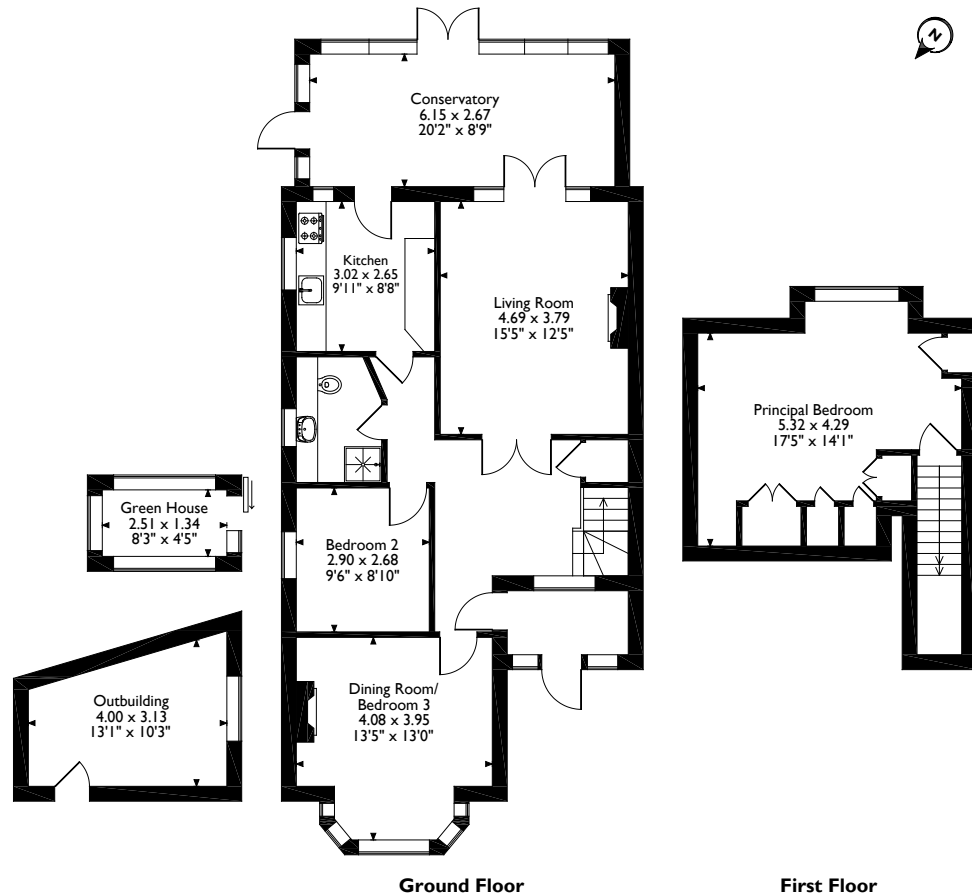 N
Conservatory
6.15 x 2.67
20'2" x 8'9"
Kitchen
3.02 x 2.65
9'11" x 8'8"
Living Room
4.69 x 3.79
15'5" x 12'5"
Principal Bedroom
5.32 x 4.29
17'5" x 14'1"
Green House
2.51 x 1.34
8'3" x 4'5"
Bedroom 2
2.90 x 2.68
9'6" x 8'10"
Outbuilding
4.00 x 3.13
13'1" x 10'3"
Dining Room/
Bedroom 3
4.08 x 3.95
13'5" x 13'0"
Ground Floor
First Floor